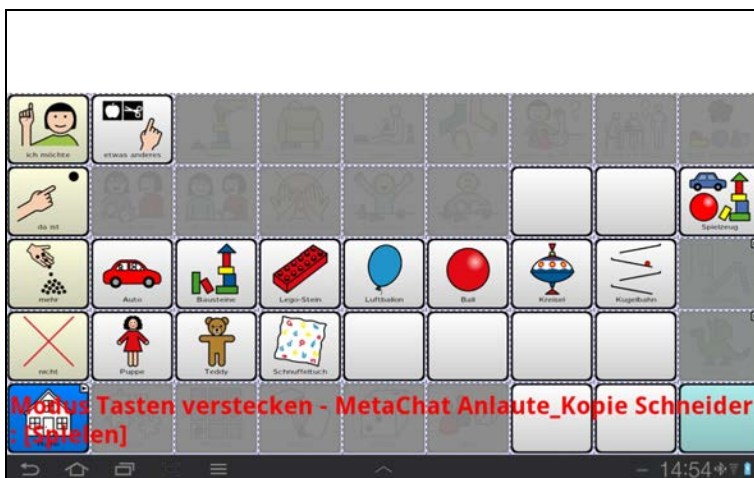 ich möchte
etwas anderes
da ist
Spielzeug
mehr
Auto
Bausteine
Lego-Stein
Luftballon
Ball
Kreisel
Kugelbahn
nicht
Puppe
Teddy
Schnuffeltuch
Modus Tasten verstecken - MetaChat Anlaute_Kopie Schneider
: [Spielen]
14:54